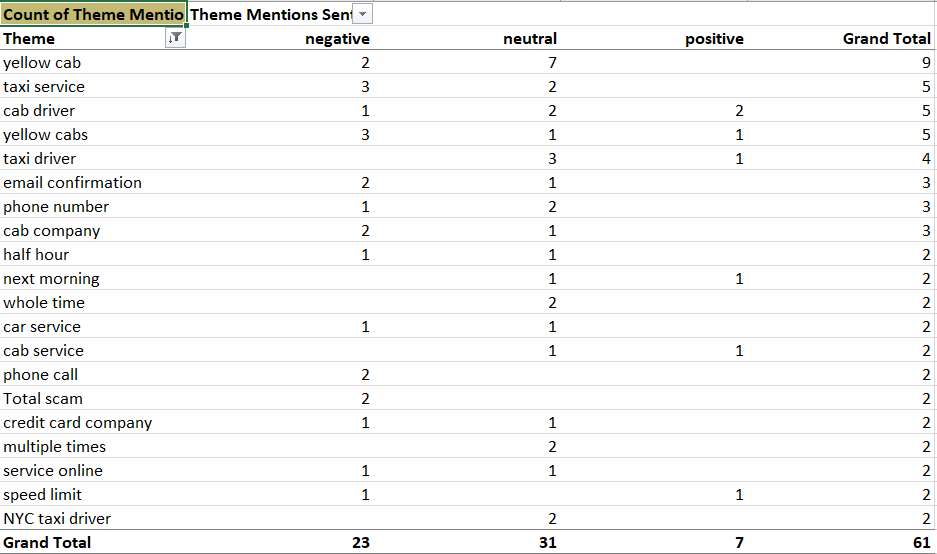 Count of Theme Mentio Theme Mentions Sent
Theme negative neutral positive Grand Total
yellow cab 2 7 9
taxi service 3 2 5
cab driver 1 2 2 5
yellow cabs 3 1 1 5
taxi driver 3 1 4
email confirmation 2 1 3
phone number 1 2 3
cab company 2 1 3
half hour 1 1 2
next morning 1 1 2
whole time 2 2
car service 1 1 2
cab service 1 1 2
phone call 2 2
Total scam 2 2
credit card company 1 1 2
multiple times 2 2
service online 1 1 2
speed limit 1 1 2
NYC taxi driver 2 2
Grand Total 23 31 7 61